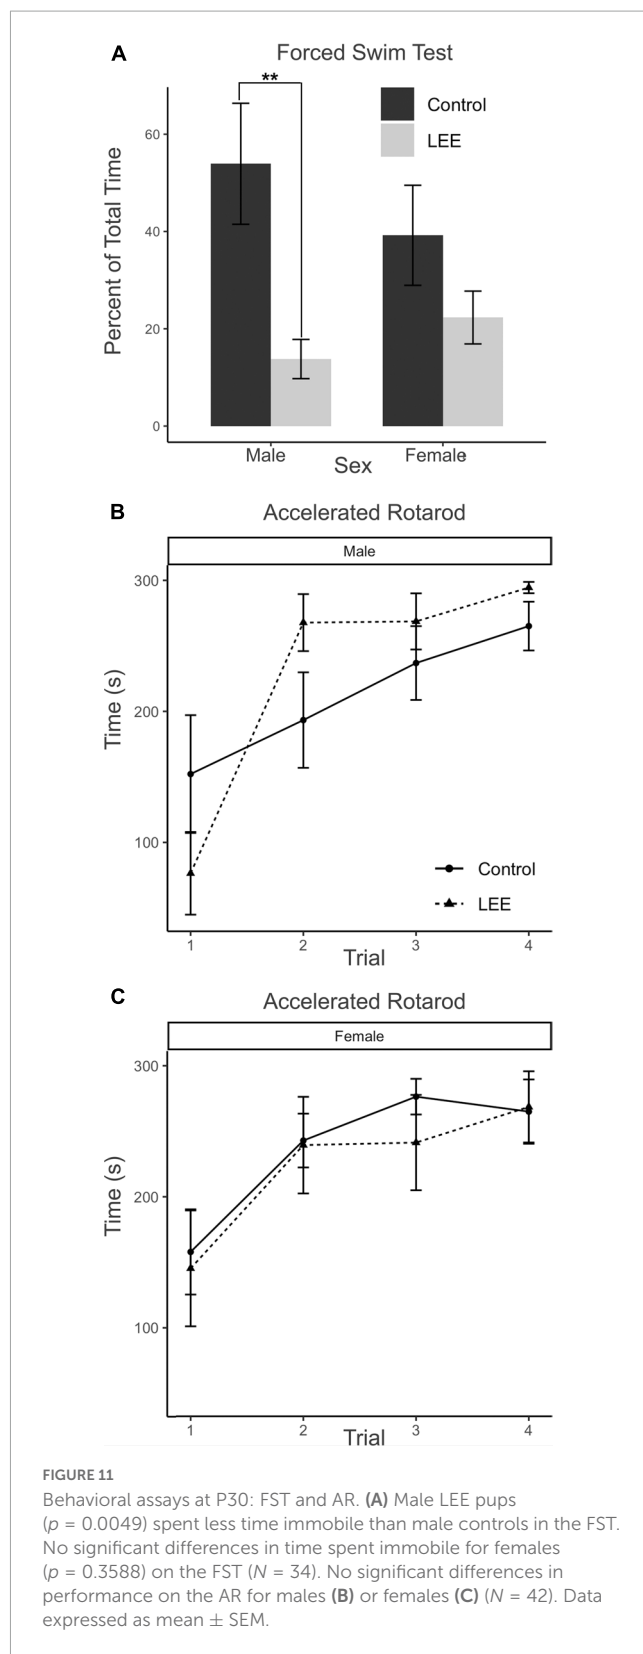 A
Forced Swim Test
**
Control
LEE
Percent of Total Time
60
40
20
0
Male
Female
Sex
B
Accelerated Rotarod
Male
Time (s)
300
200
100
Control
LEE
1 2 3 4
Trial
C
Accelerated Rotarod
Female
Time (s)
300
200
100
1 2 3 4
Trial
FIGURE 11
Behavioral assays at P30: FST and AR. (A) Male LEE pups
(p = 0.0049) spent less time immobile than male controls in the FST.
No significant differences in time spent immobile for females
(p = 0.3588) on the FST (N = 34). No significant differences in
performance on the AR for males (B) or females (C) (N = 42). Data
expressed as mean ± SEM.